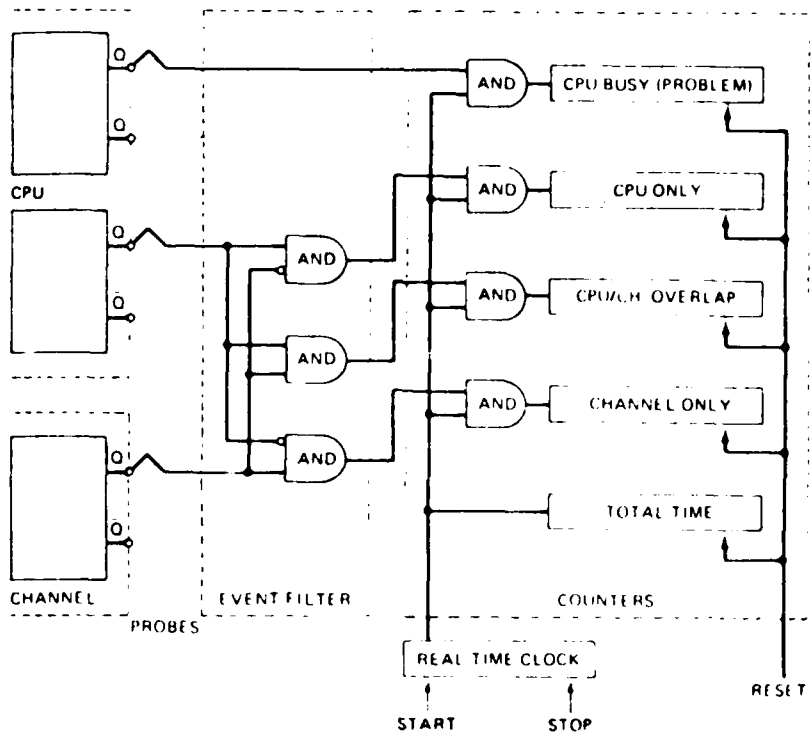 Q
AND
CPU BUSY (PROBLEM)
Q̄
CPU
AND
CPU ONLY
Q
AND
AND
CPU/CH OVERLAP
Q̄
AND
AND
CHANNEL ONLY
Q
AND
TOTAL TIME
Q̄
CHANNEL
EVENT FILTER
COUNTERS
PROBES
REAL TIME CLOCK
RESET
START
STOP